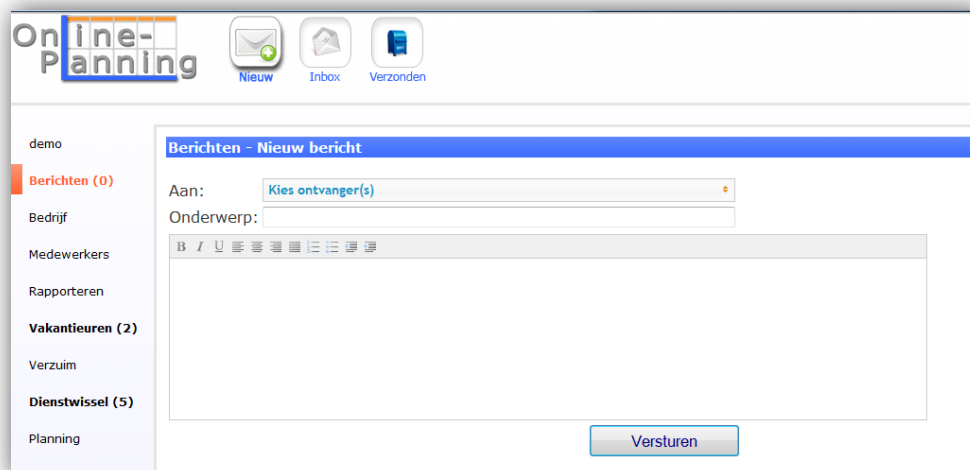 Online-
Planning
Nieuw
Inbox
Verzonden
demo
Berichten (0)
Bedrijf
Medewerkers
Rapporteren
Vakantieuren (2)
Verzuim
Dienstwissel (5)
Planning
Berichten - Nieuw bericht
Aan: Kies ontvanger(s)
Onderwerp:
B I U
Versturen